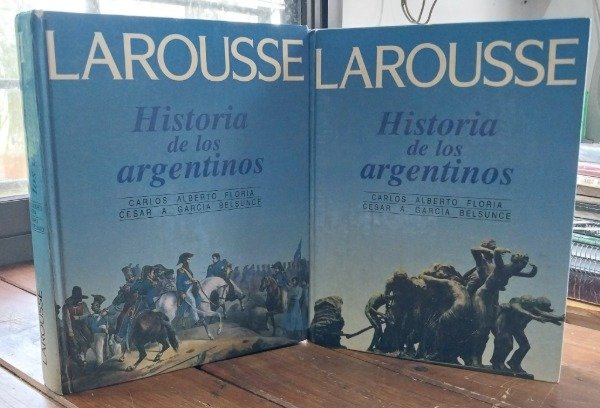 LAROUSSE
Historia
de los
argentinos
CARLOS ALBERTO FLORIA
CESAR A. GARCIA BELSUNCE
LAROUSSE
LAROUSSE
Historia
de los
argentinos
CARLOS ALBERTO FLORIA
CESAR A. GARCIA BELSUNCE